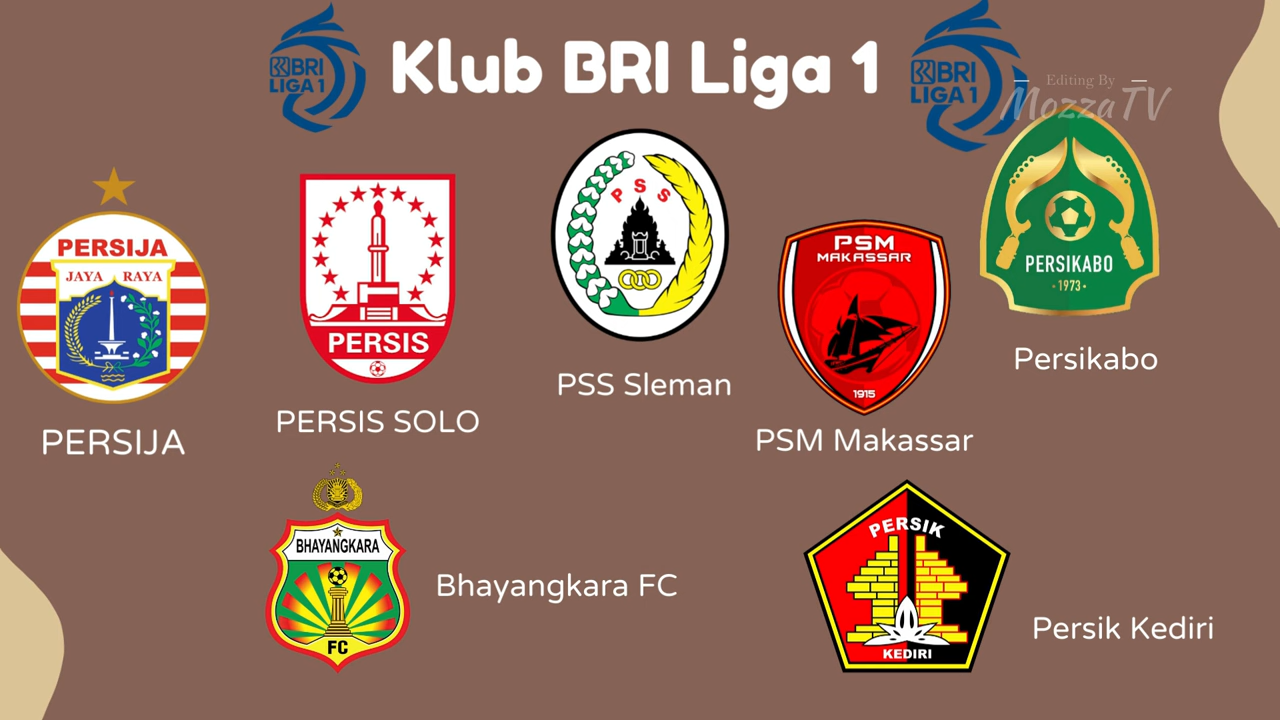 BRI
LIGA 1
Klub BRI Liga 1
BRI
LIGA 1
Editing By
MozzaTV
PERSIJA
JAYA RAYA
PERSIJA
PERSIS
PERSIS SOLO
PSS
PSS Sleman
PSM
MAKASSAR
1915
PSM Makassar
PERSIKABO
· 1973 ·
Persikabo
BHAYANGKARA
FC
Bhayangkara FC
PERSIK
KEDIRI
Persik Kediri